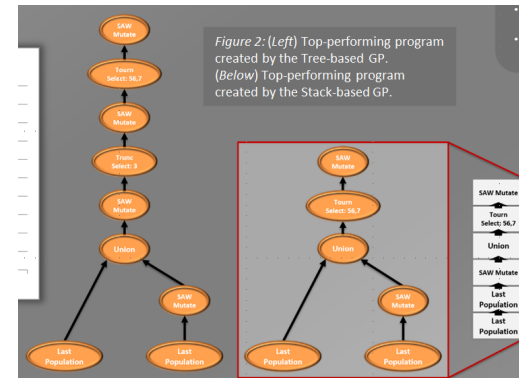 Figure 2: (Left) Top-performing program
created by the Tree-based GP.
(Below) Top-performing program
created by the Stack-based GP.
SAW
Mutate
Tourn
Select: 56,7
SAW
Mutate
Trunc
Select: 3
SAW
Mutate
Union
SAW
Mutate
Last
Population
Last
Population
SAW
Mutate
Tourn
Select: 56,7
Union
SAW
Mutate
Last
Population
Last
Population
SAW Mutate
Tourn
Select; 56,7
Union
SAW Mutate
Last
Population
Last
Population